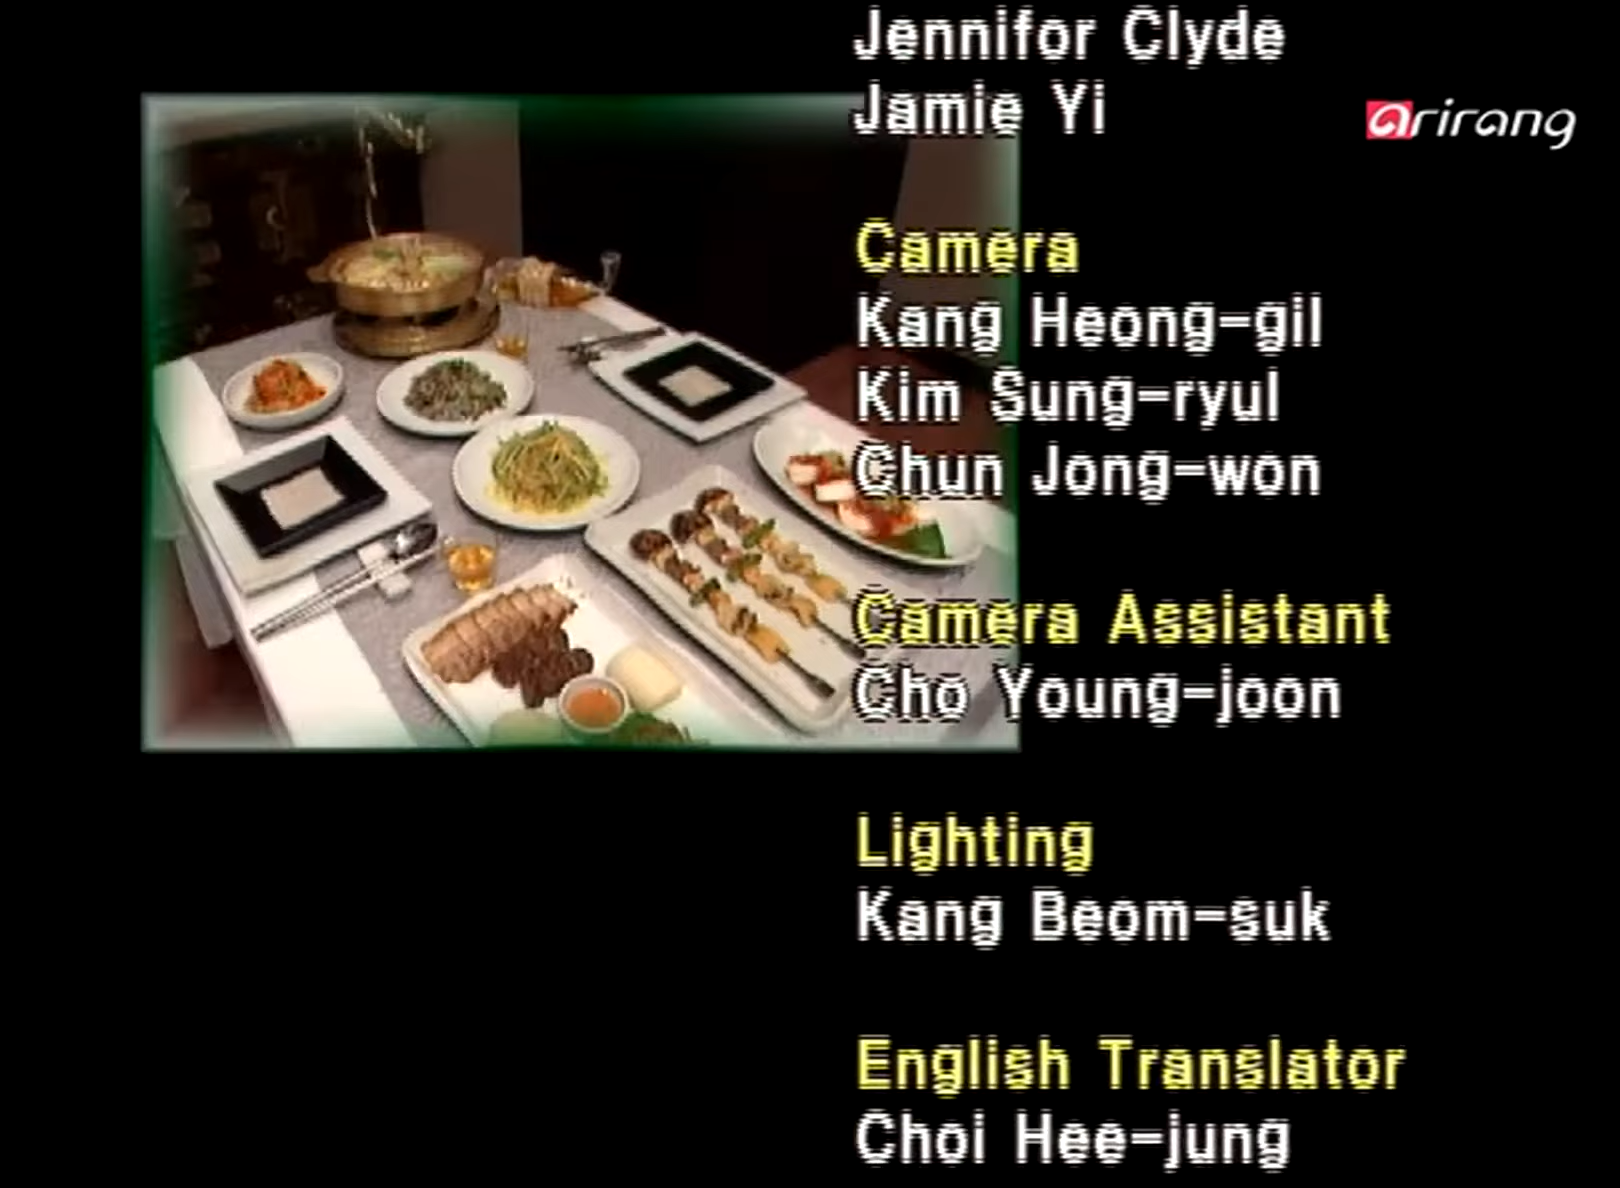 Jennifor Clyde
Jamie Yi
arirang
Camera
Kang Heong-gil
Kim Sung-ryul
Chun Jong-won
Camera Assistant
Cho Young-joon
Lighting
Kang Beom-suk
English Translator
Choi Hee-jung